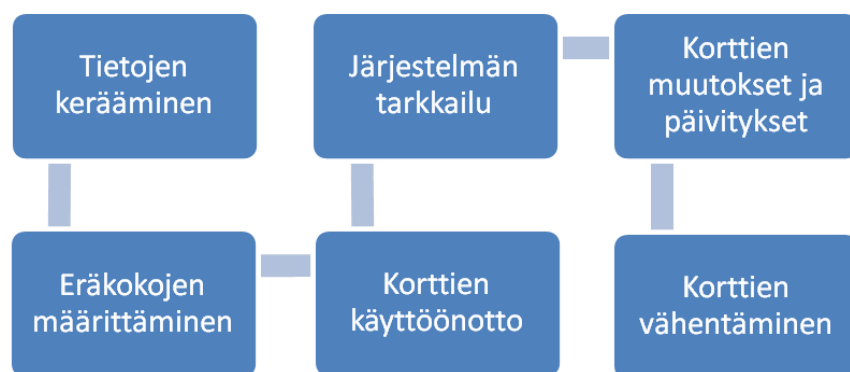 Tietojen
kerääminen
Eräkokojen
määrittäminen
Korttien
käyttöönotto
Järjestelmän
tarkkailu
Korttien
muutokset ja
päivitykset
Korttien
vähentäminen